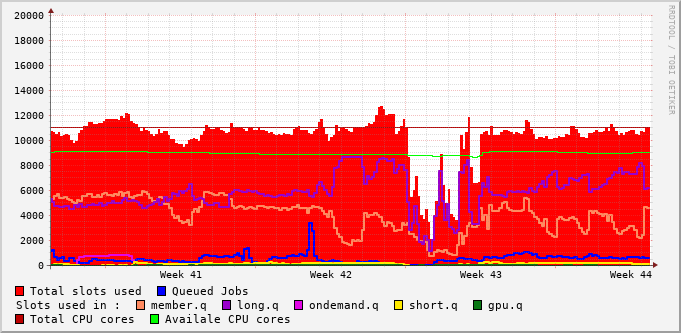 20000
18000
16000
14000
12000
10000
8000
6000
4000
2000
0
Week 41 Week 42 Week 43 Week 44
RRDTOOL / TOBI OETIKER
Total slots used Queued Jobs
Slots used in : member.q long.q ondemand.q short.q gpu.q
Total CPU cores Availale CPU cores